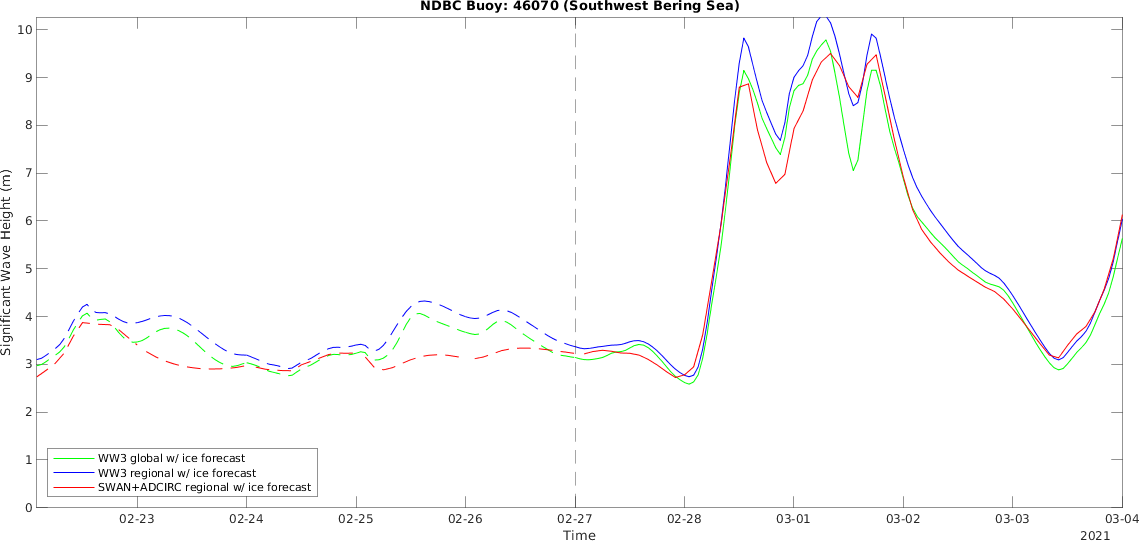 NDBC Buoy: 46070 (Southwest Bering Sea)
Significant Wave Height (m)
10
9
8
7
6
5
4
3
2
1
0
WW3 global w/ ice forecast
WW3 regional w/ ice forecast
SWAN+ADCIRC regional w/ ice forecast
02-23 02-24 02-25 02-26 02-27 02-28 03-01 03-02 03-03 03-04
Time
2021